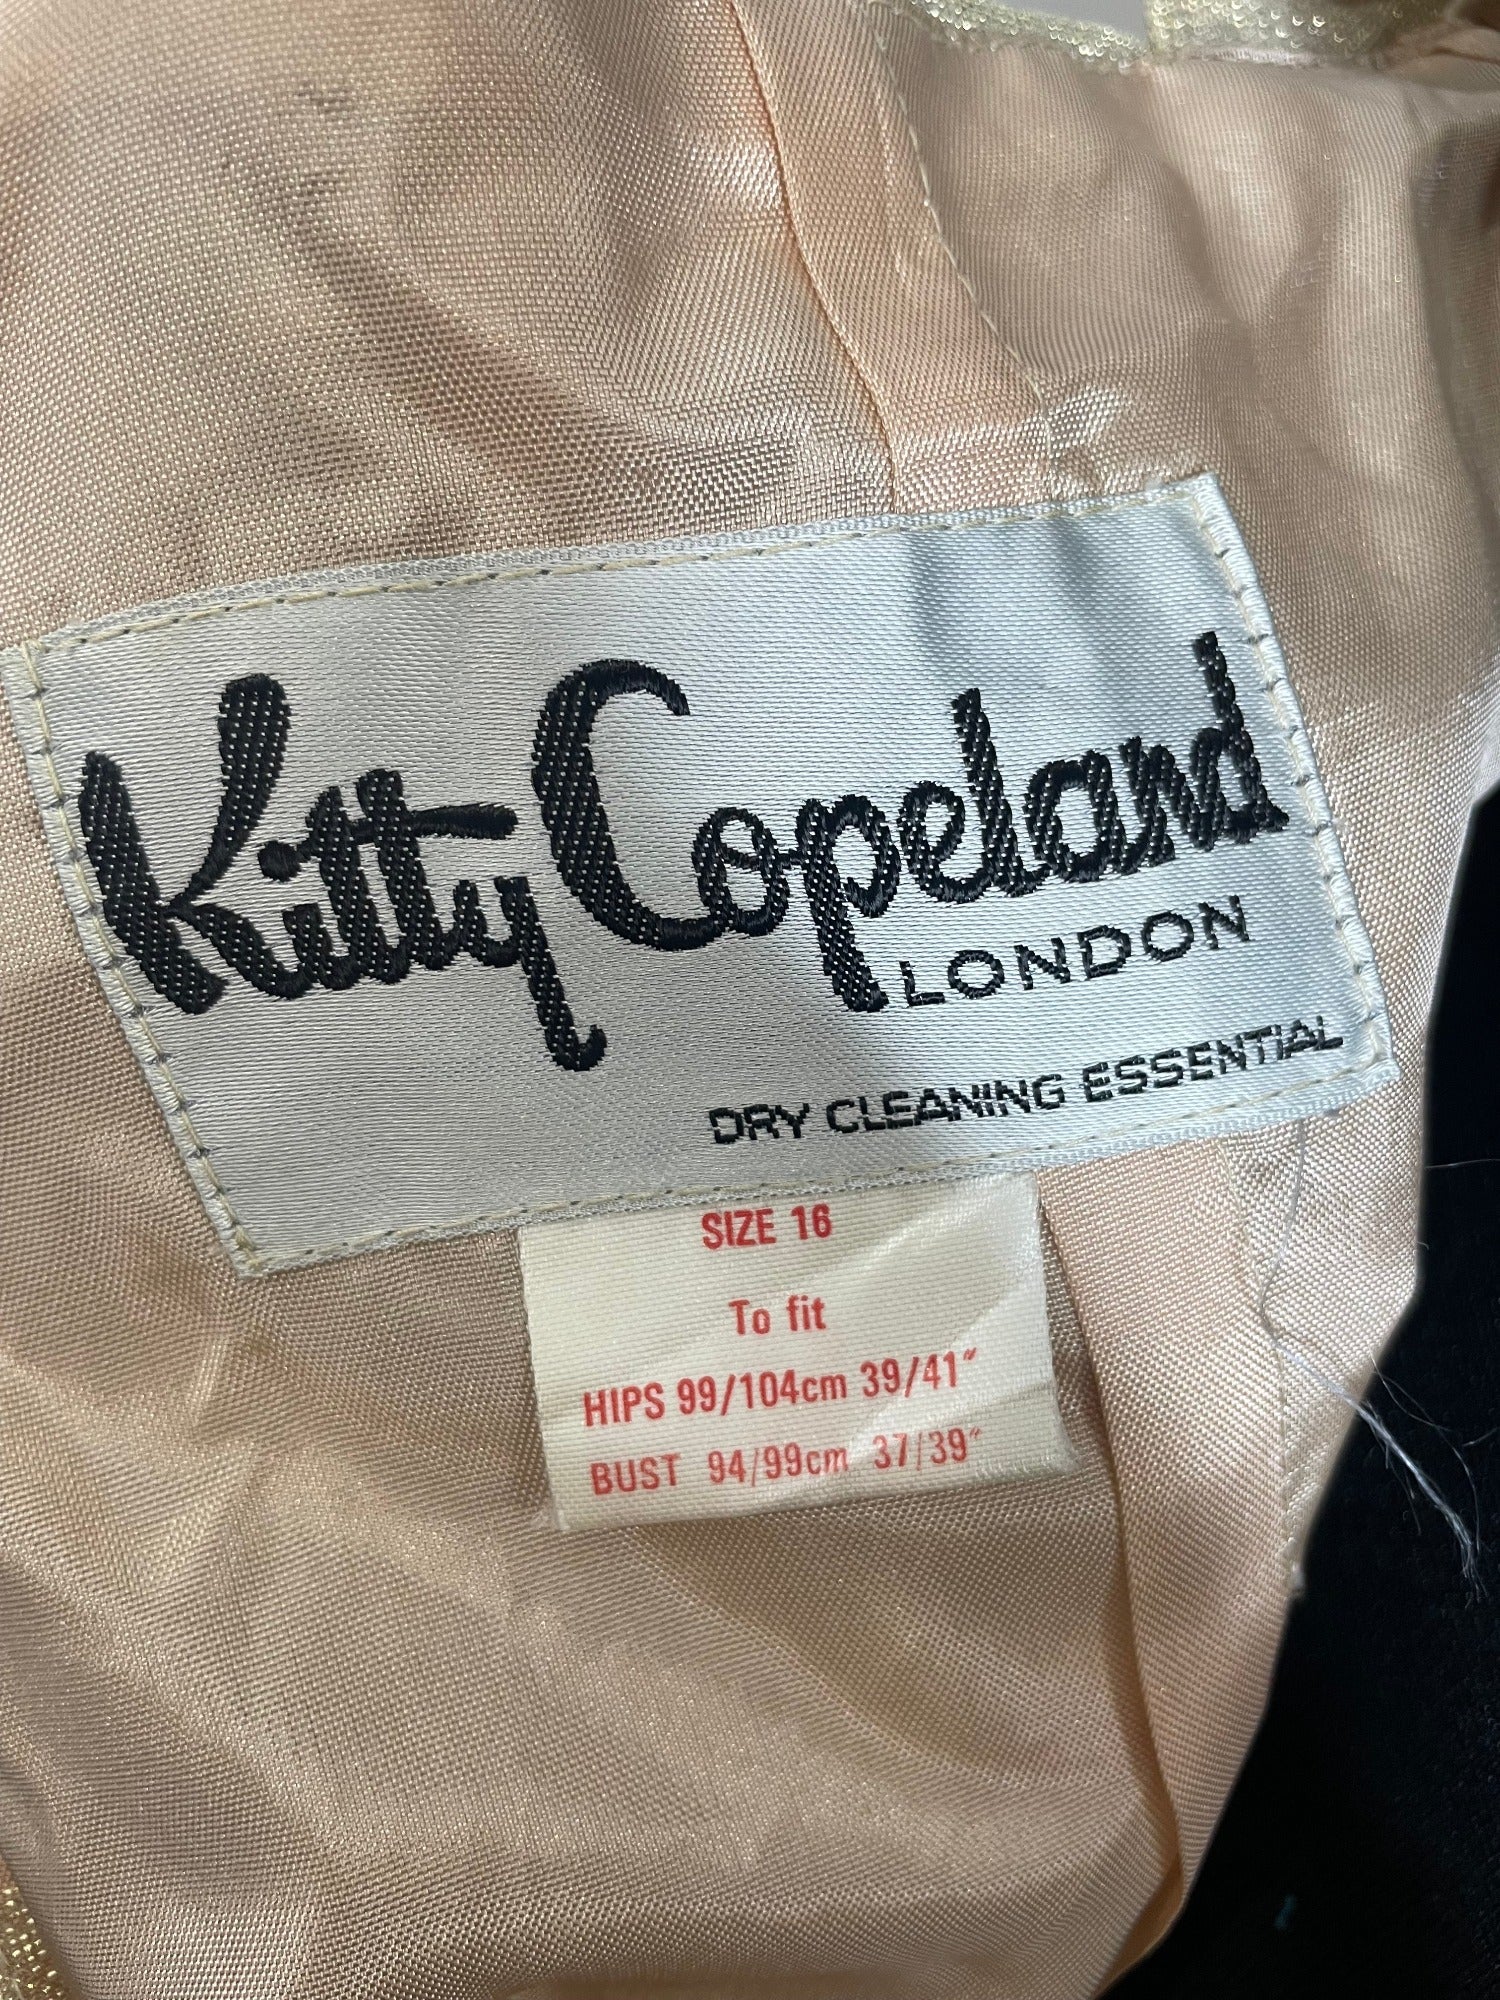 Kitty Copeland
LONDON
DRY CLEANING ESSENTIAL
SIZE 16
To fit
HIPS 99/104cm 39/41"
BUST 94/99cm 37/39"